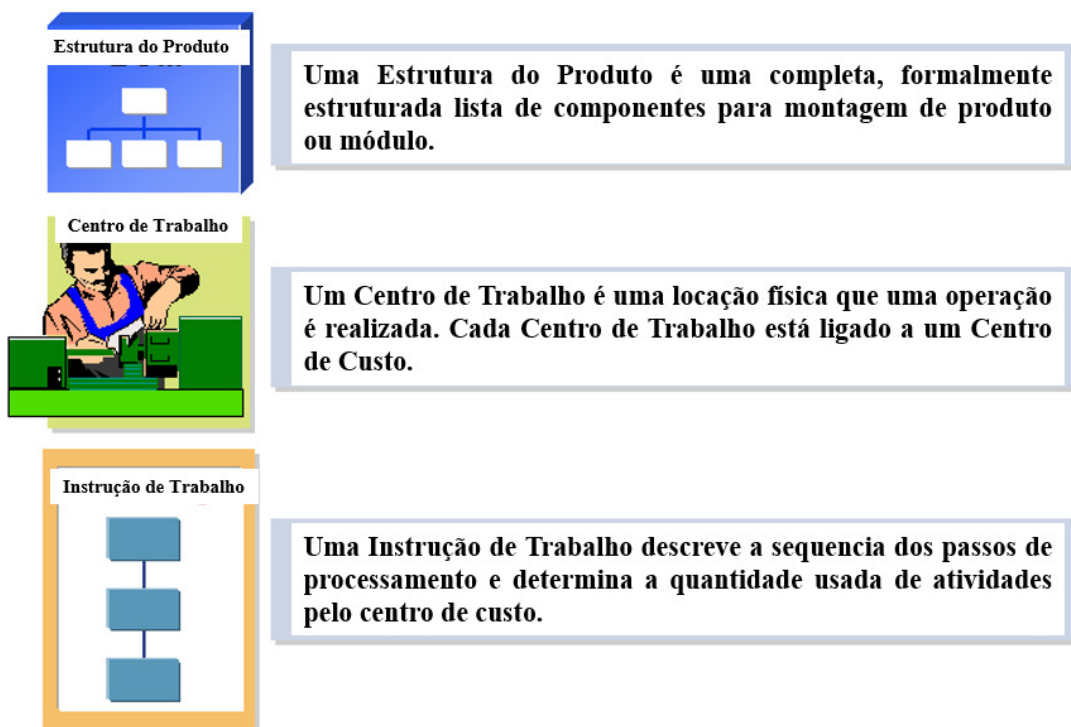 Estrutura do Produto
Uma Estrutura do Produto é uma completa, formalmente
estruturada lista de componentes para montagem de produto
ou módulo.
Centro de Trabalho
Um Centro de Trabalho é uma locação física que uma operação
é realizada. Cada Centro de Trabalho está ligado a um Centro
de Custo.
Instrução de Trabalho
Uma Instrução de Trabalho descreve a sequencia dos passos de
processamento e determina a quantidade usada de atividades
pelo centro de custo.